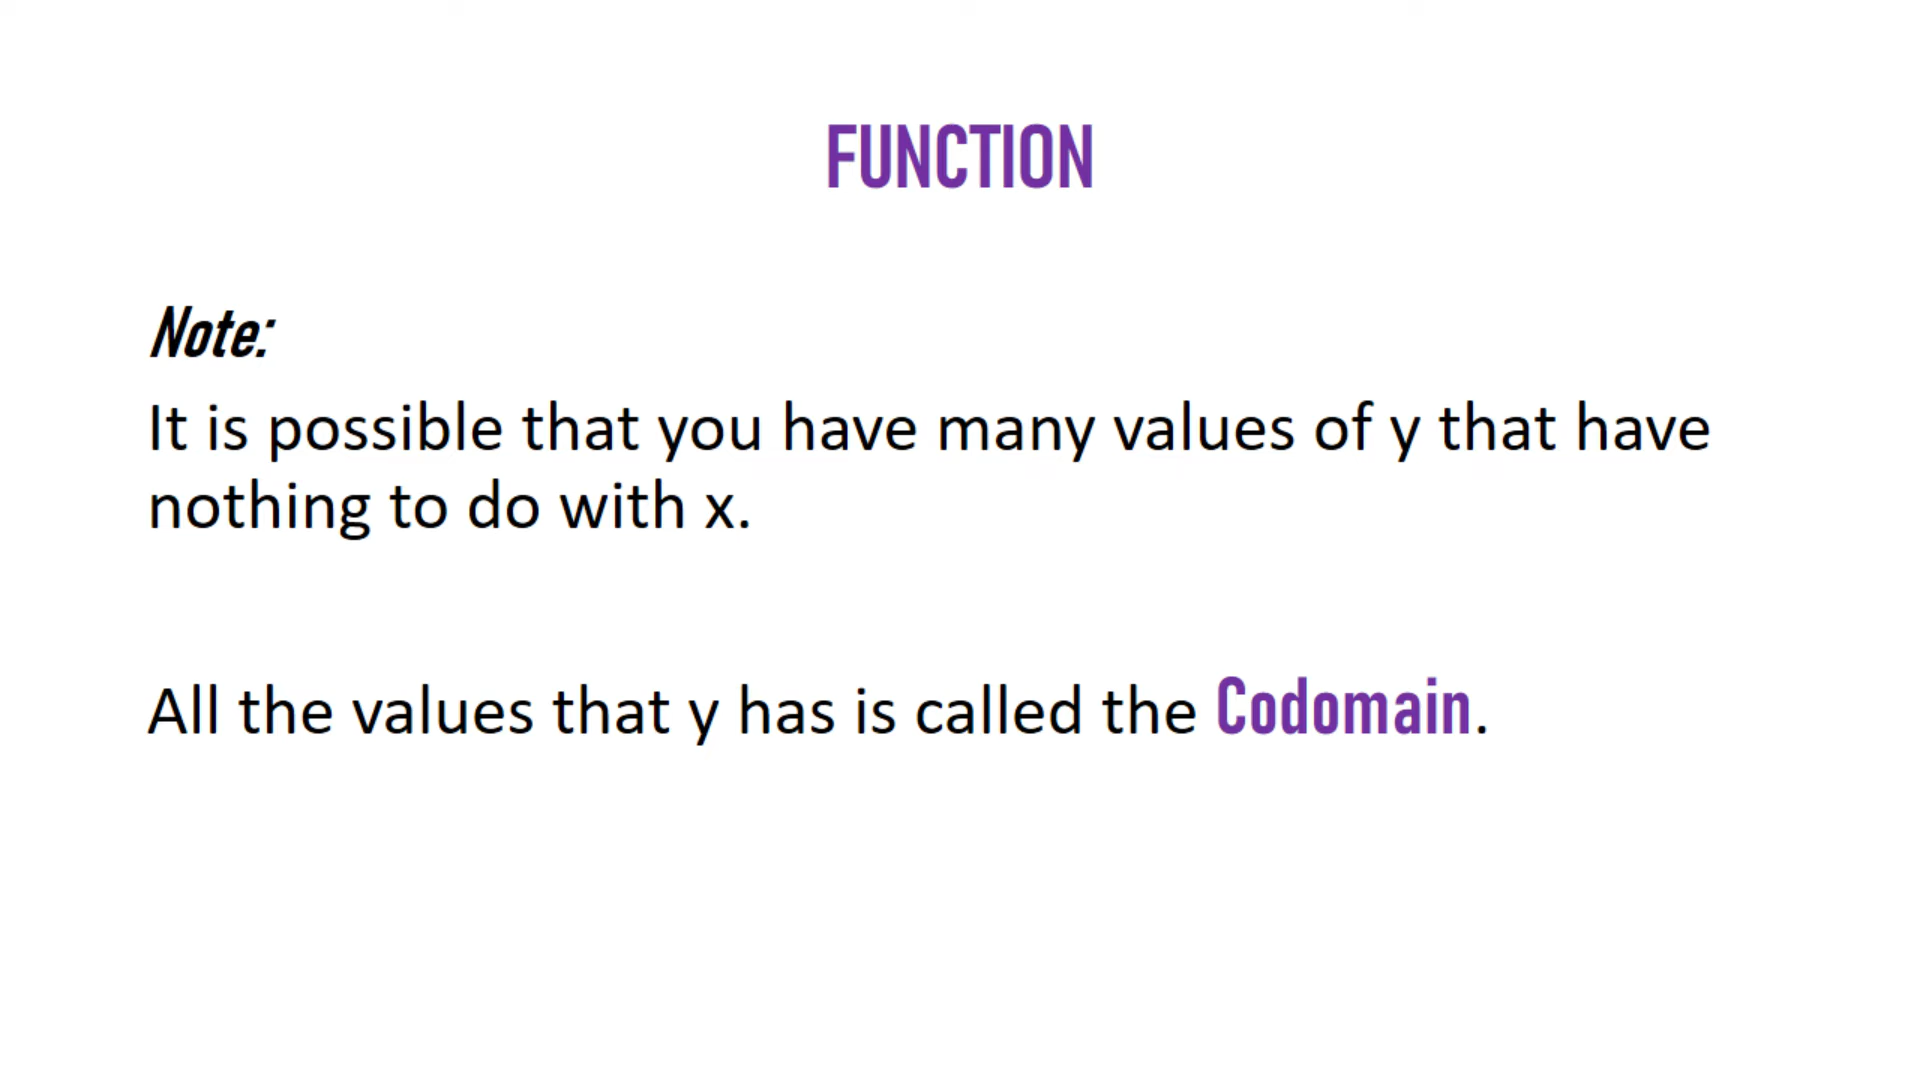 FUNCTION
Note:
It is possible that you have many values of y that have
nothing to do with x.
All the values that y has is called the Codomain.